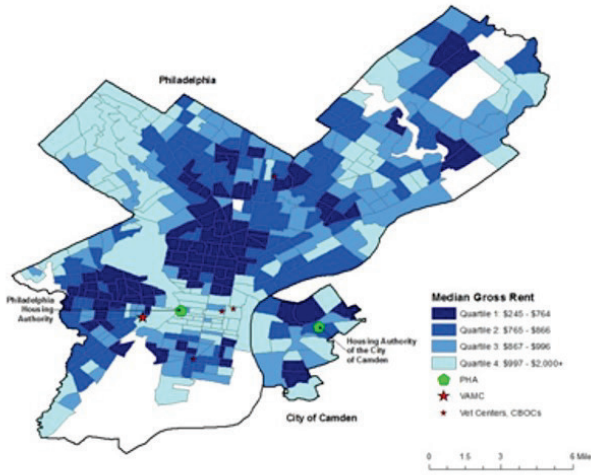 Philadelphia
Philadelphia
Housing
Authority
Housing Authority
of the City
of Camden
City of Camden
Median Gross Rent
Quartile 1: $245 - $764
Quartile 2: $765 - $866
Quartile 3: $867 - $996
Quartile 4: $997 - $2,000+
PHA
VAMC
Vet Centers, CBOCs
0 1.5 3 6 Mile